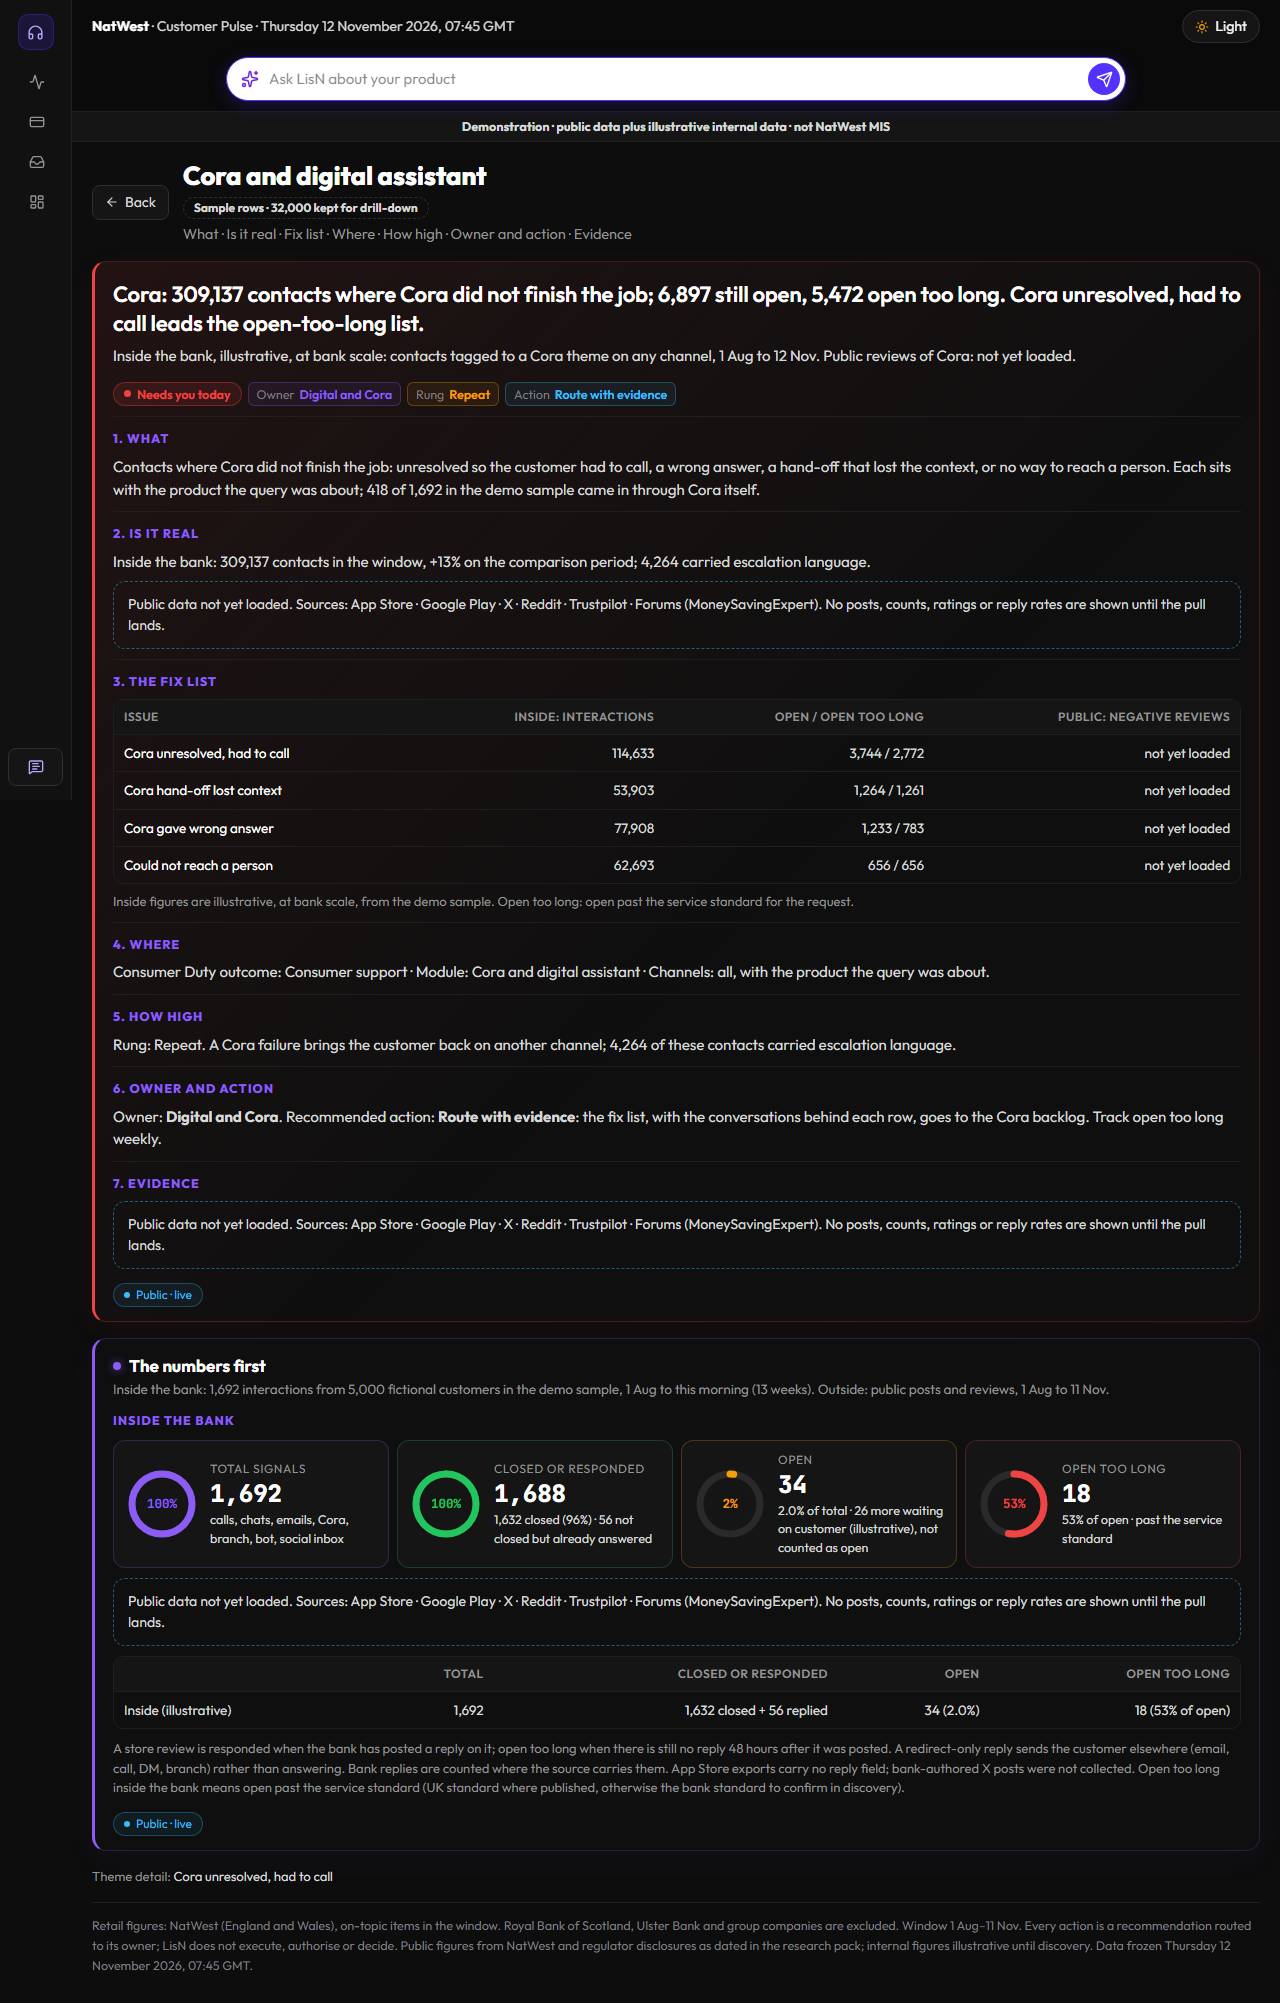 NatWest · Customer Pulse · Thursday 12 November 2026, 07:45 GMT
Light
Ask LisN about your product
Demonstration · public data plus illustrative internal data · not NatWest MIS
Back
Cora and digital assistant
Sample rows · 32,000 kept for drill-down
What · Is it real · Fix list · Where · How high · Owner and action · Evidence
Cora: 309,137 contacts where Cora did not finish the job; 6,897 still open, 5,472 open too long. Cora unresolved, had to
call leads the open-too-long list.
Inside the bank, illustrative, at bank scale: contacts tagged to a Cora theme on any channel, 1 Aug to 12 Nov. Public reviews of Cora: not yet loaded.
Needs you today
Owner Digital and Cora
Rung Repeat
Action Route with evidence
1. WHAT
Contacts where Cora did not finish the job: unresolved so the customer had to call, a wrong answer, a hand-off that lost the context, or no way to reach a person. Each sits
with the product the query was about; 418 of 1,692 in the demo sample came in through Cora itself.
2. IS IT REAL
Inside the bank: 309,137 contacts in the window, +13% on the comparison period; 4,264 carried escalation language.
Public data not yet loaded. Sources: App Store · Google Play · X · Reddit · Trustpilot · Forums (MoneySavingExpert). No posts, counts, ratings or reply rates are shown until the pull
lands.
3. THE FIX LIST
ISSUE INSIDE: INTERACTIONS OPEN / OPEN TOO LONG PUBLIC: NEGATIVE REVIEWS
Cora unresolved, had to call 114,633 3,744 / 2,772 not yet loaded
Cora hand-off lost context 53,903 1,264 / 1,261 not yet loaded
Cora gave wrong answer 77,908 1,233 / 783 not yet loaded
Could not reach a person 62,693 656 / 656 not yet loaded
Inside figures are illustrative, at bank scale, from the demo sample. Open too long: open past the service standard for the request.
4. WHERE
Consumer Duty outcome: Consumer support · Module: Cora and digital assistant · Channels: all, with the product the query was about.
5. HOW HIGH
Rung: Repeat. A Cora failure brings the customer back on another channel; 4,264 of these contacts carried escalation language.
6. OWNER AND ACTION
Owner: Digital and Cora. Recommended action: Route with evidence: the fix list, with the conversations behind each row, goes to the Cora backlog. Track open too long
weekly.
7. EVIDENCE
Public data not yet loaded. Sources: App Store · Google Play · X · Reddit · Trustpilot · Forums (MoneySavingExpert). No posts, counts, ratings or reply rates are shown until the pull
lands.
Public · live
The numbers first
Inside the bank: 1,692 interactions from 5,000 fictional customers in the demo sample, 1 Aug to this morning (13 weeks). Outside: public posts and reviews, 1 Aug to 11 Nov.
INSIDE THE BANK
100%
TOTAL SIGNALS
1,692
calls, chats, emails, Cora,
branch, bot, social inbox
100%
CLOSED OR RESPONDED
1,688
1,632 closed (96%) · 56 not
closed but already answered
2%
OPEN
34
2.0% of total · 26 more waiting
on customer (illustrative), not
counted as open
53%
OPEN TOO LONG
18
53% of open · past the service
standard
Public data not yet loaded. Sources: App Store · Google Play · X · Reddit · Trustpilot · Forums (MoneySavingExpert). No posts, counts, ratings or reply rates are shown until the pull
lands.
TOTAL CLOSED OR RESPONDED OPEN OPEN TOO LONG
Inside (illustrative) 1,692 1,632 closed + 56 replied 34 (2.0%) 18 (53% of open)
A store review is responded when the bank has posted a reply on it; open too long when there is still no reply 48 hours after it was posted. A redirect-only reply sends the customer elsewhere (email,
call, DM, branch) rather than answering. Bank replies are counted where the source carries them. App Store exports carry no reply field; bank-authored X posts were not collected. Open too long
inside the bank means open past the service standard (UK standard where published, otherwise the bank standard to confirm in discovery).
Public · live
Theme detail: Cora unresolved, had to call
Retail figures: NatWest (England and Wales), on-topic items in the window. Royal Bank of Scotland, Ulster Bank and group companies are excluded. Window 1 Aug–11 Nov. Every action is a recommendation routed
to its owner; LisN does not execute, authorise or decide. Public figures from NatWest and regulator disclosures as dated in the research pack; internal figures illustrative until discovery. Data frozen Thursday 12
November 2026, 07:45 GMT.